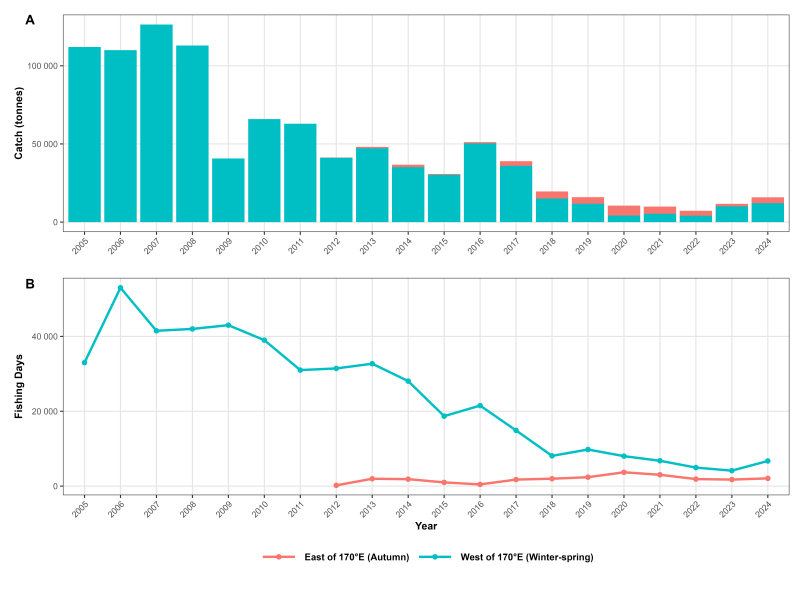 A
Catch (tonnes)
100 000
50 000
0
2005 2006 2007 2008 2009 2010 2011 2012 2013 2014 2015 2016 2017 2018 2019 2020 2021 2022 2023 2024
B
Fishing Days
40 000
20 000
0
2005 2006 2007 2008 2009 2010 2011 2012 2013 2014 2015 2016 2017 2018 2019 2020 2021 2022 2023 2024
Year
East of 170°E (Autumn) West of 170°E (Winter-spring)